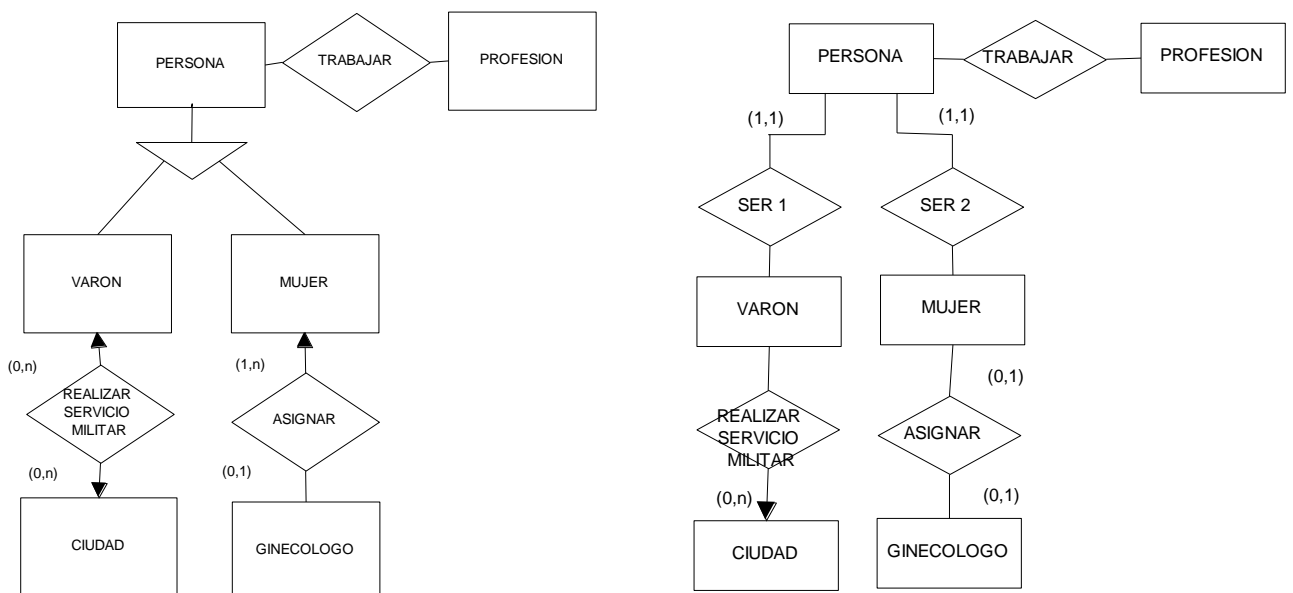 PERSONA
TRABAJAR
PROFESION
VARON
MUJER
(0,n)
(1,n)
REALIZAR
SERVICIO
MILITAR
ASIGNAR
(0,n)
(0,1)
CIUDAD
GINECOLOGO
PERSONA
TRABAJAR
PROFESION
(1,1)
(1,1)
SER 1
SER 2
VARON
MUJER
(0,1)
REALIZAR
SERVICIO
MILITAR
ASIGNAR
(0,n)
(0,1)
CIUDAD
GINECOLOGO